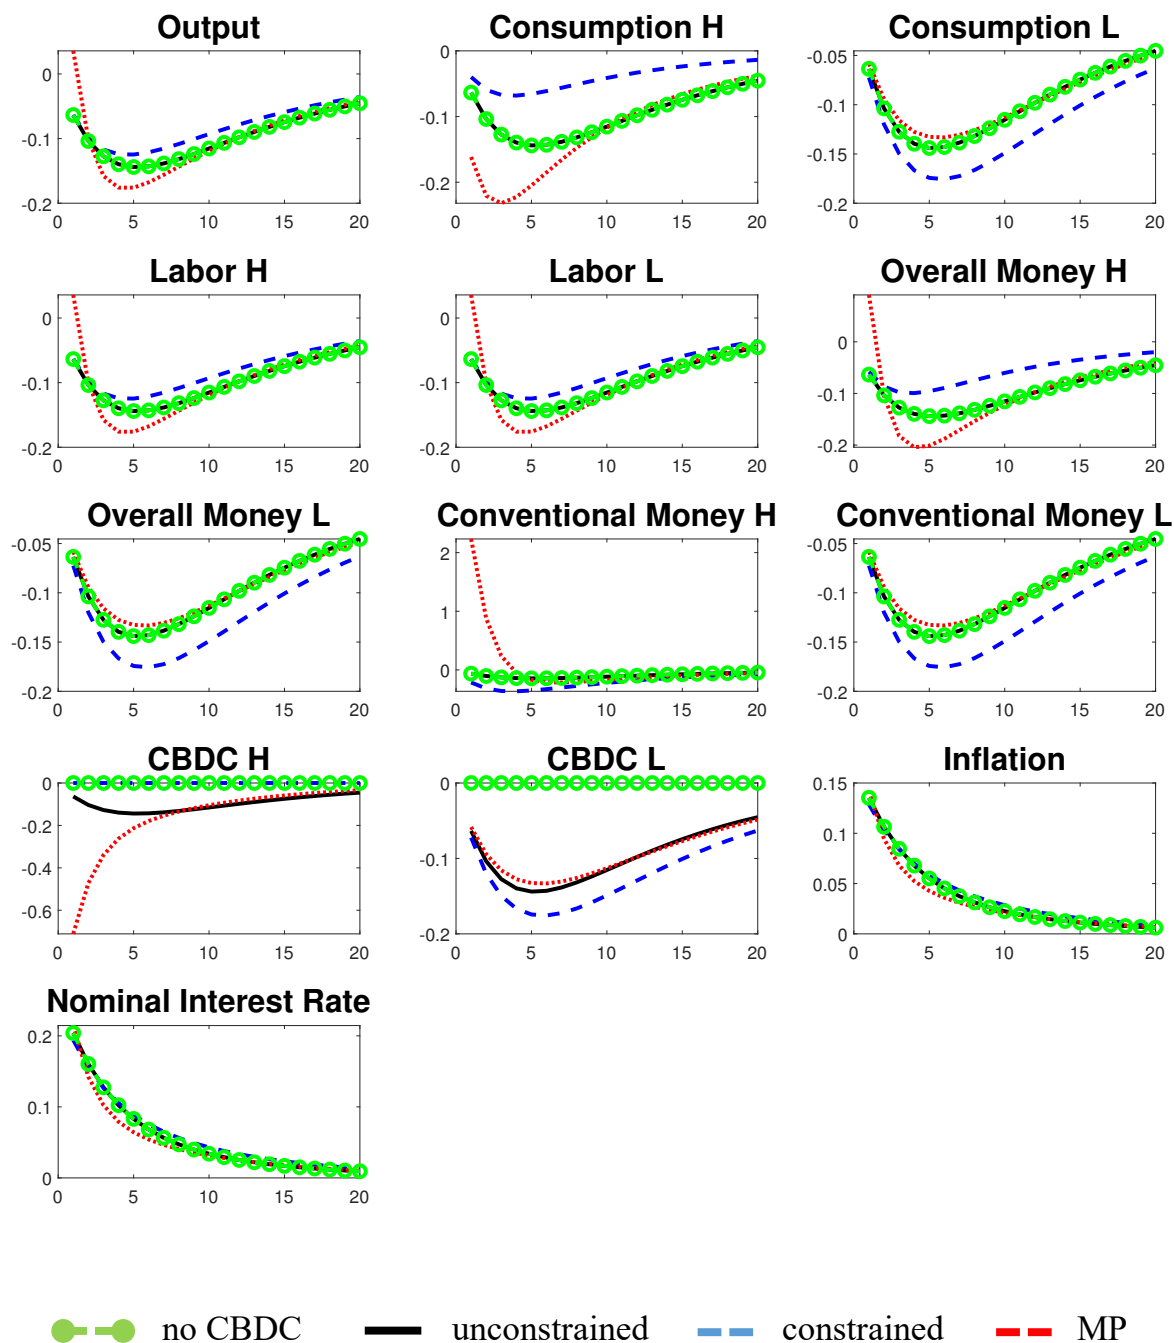 Output Consumption H Consumption L
0 0 -0.05
-0.1 -0.1 -0.1
-0.2 -0.15
-0.2 -0.2
0 5 10 15 20 0 5 10 15 20 0 5 10 15 20
Labor H Labor L Overall Money H
0 0 0
-0.1 -0.1 -0.1
-0.2 -0.2 -0.2
0 5 10 15 20 0 5 10 15 20 0 5 10 15 20
Overall Money L Conventional Money H Conventional Money L
-0.05 2 -0.05
-0.1 1 -0.1
-0.15 0 -0.15
-0.2 -0.2
0 5 10 15 20 0 5 10 15 20 0 5 10 15 20
CBDC H CBDC L Inflation
0 0 0.15
-0.2 -0.1 0.1
-0.4 0.05
-0.6 -0.2 0
0 5 10 15 20 0 5 10 15 20 0 5 10 15 20
Nominal Interest Rate
0.2
0.1
0
0 5 10 15 20
no CBDC unconstrained constrained MP